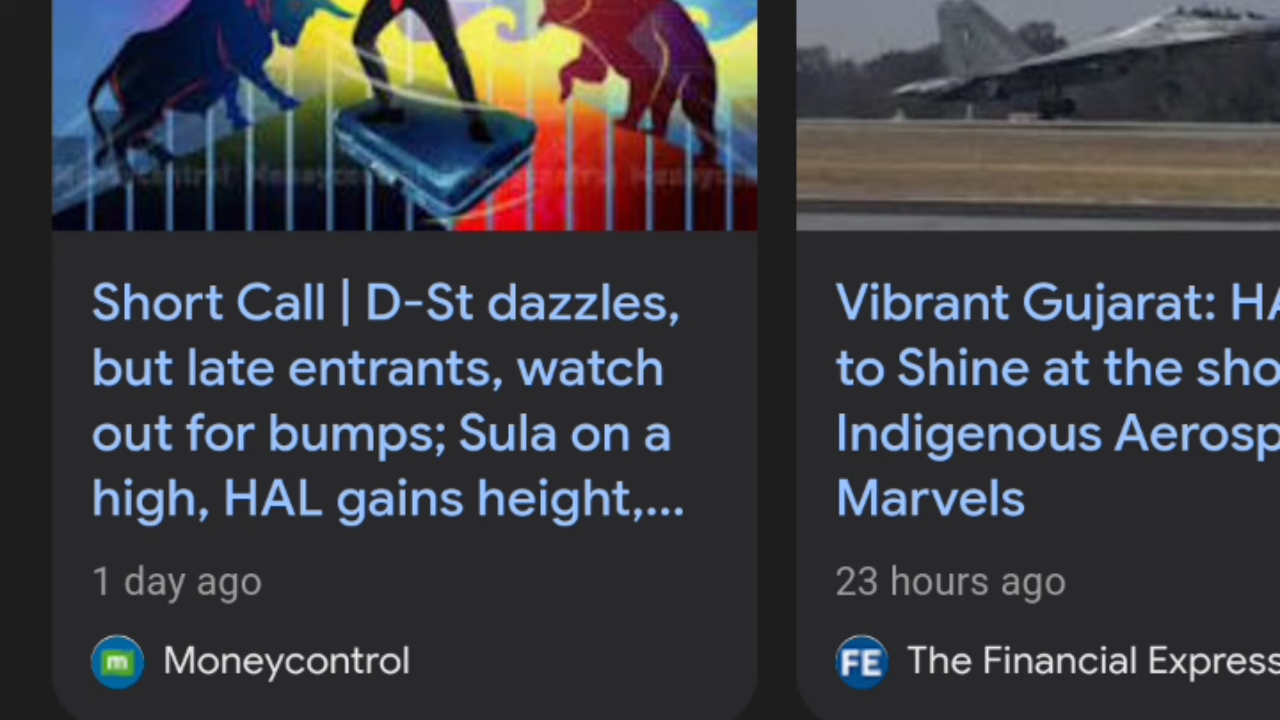 Short Call | D-St dazzles,
but late entrants, watch
out for bumps; Sula on a
high, HAL gains height,...
1 day ago
m Moneycontrol
Vibrant Gujarat: HA
to Shine at the sho
Indigenous Aerosp
Marvels
23 hours ago
FE The Financial Express